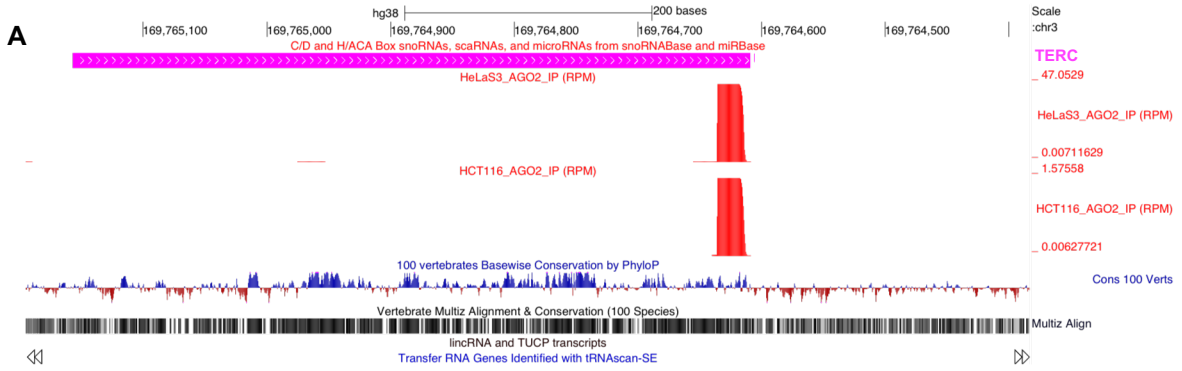 A
hg38
200 bases
Scale
169,765,100
169,765,000
169,764,900
169,764,800
169,764,700
169,764,600
169,764,500
:chr3
C/D and H/ACA Box snoRNAs, scaRNAs, and microRNAs from snoRNABase and miRBase
TERC
HeLaS3_AGO2_IP (RPM)
47.0529
HeLaS3_AGO2_IP (RPM)
0.00711629
HCT116_AGO2_IP (RPM)
1.57558
HCT116_AGO2_IP (RPM)
0.00627721
100 vertebrates Basewise Conservation by PhyloP
Cons 100 Verts
Vertebrate Multiz Alignment & Conservation (100 Species)
Multiz Align
lincRNA and TUCP transcripts
Transfer RNA Genes Identified with tRNAscan-SE